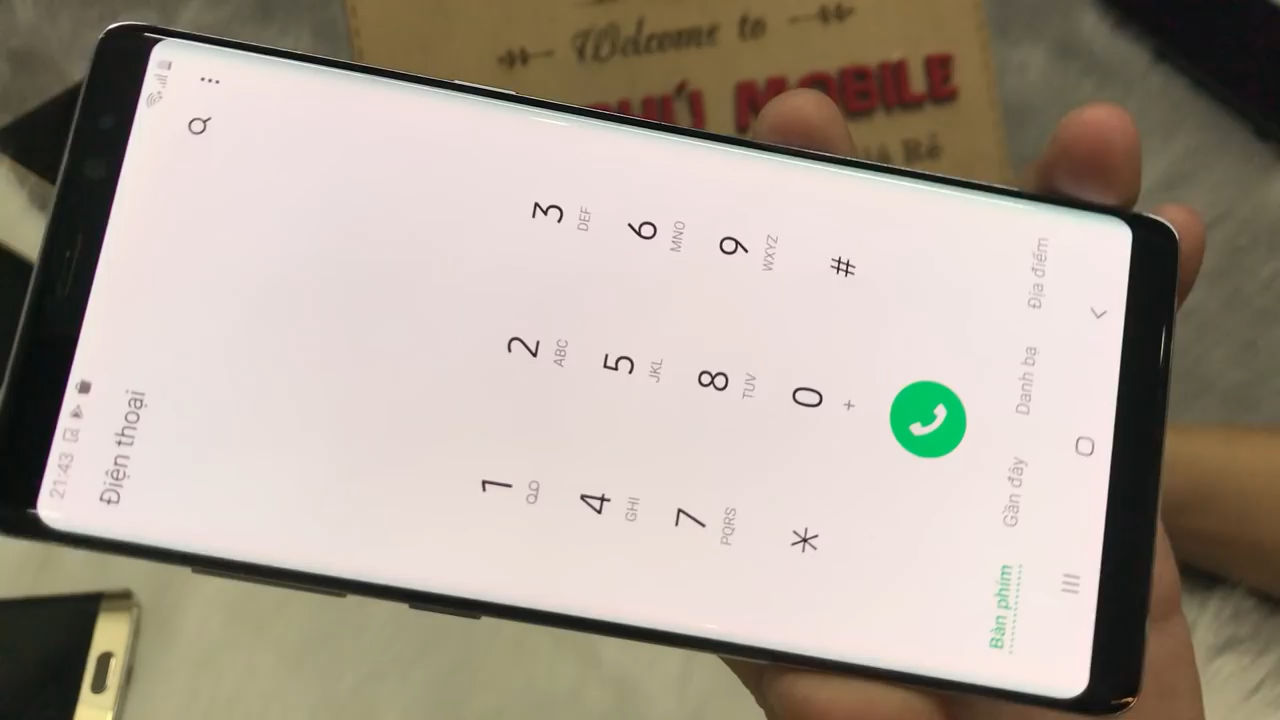 Welcome to
MOBILE
Rẻ
21:43
Điện thoại
1
2 ABC
3 DEF
4 GHI
5 JKL
6 MNO
7 PQRS
8 TUV
9 WXYZ
*
0 +
#
Bàn phím Gần đây Danh bạ Địa điểm